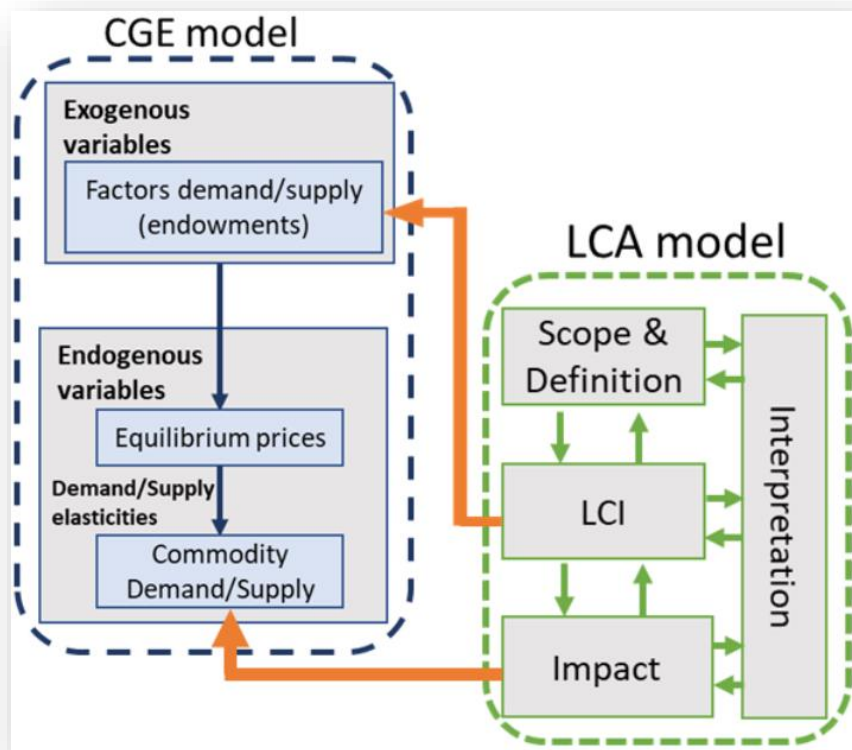 CGE model
Exogenous
variables
Factors demand/supply
(endowments)
Endogenous
variables
Equilibrium prices
Demand/Supply
elasticities
Commodity
Demand/Supply
LCA model
Scope &
Definition
LCI
Impact
Interpretation